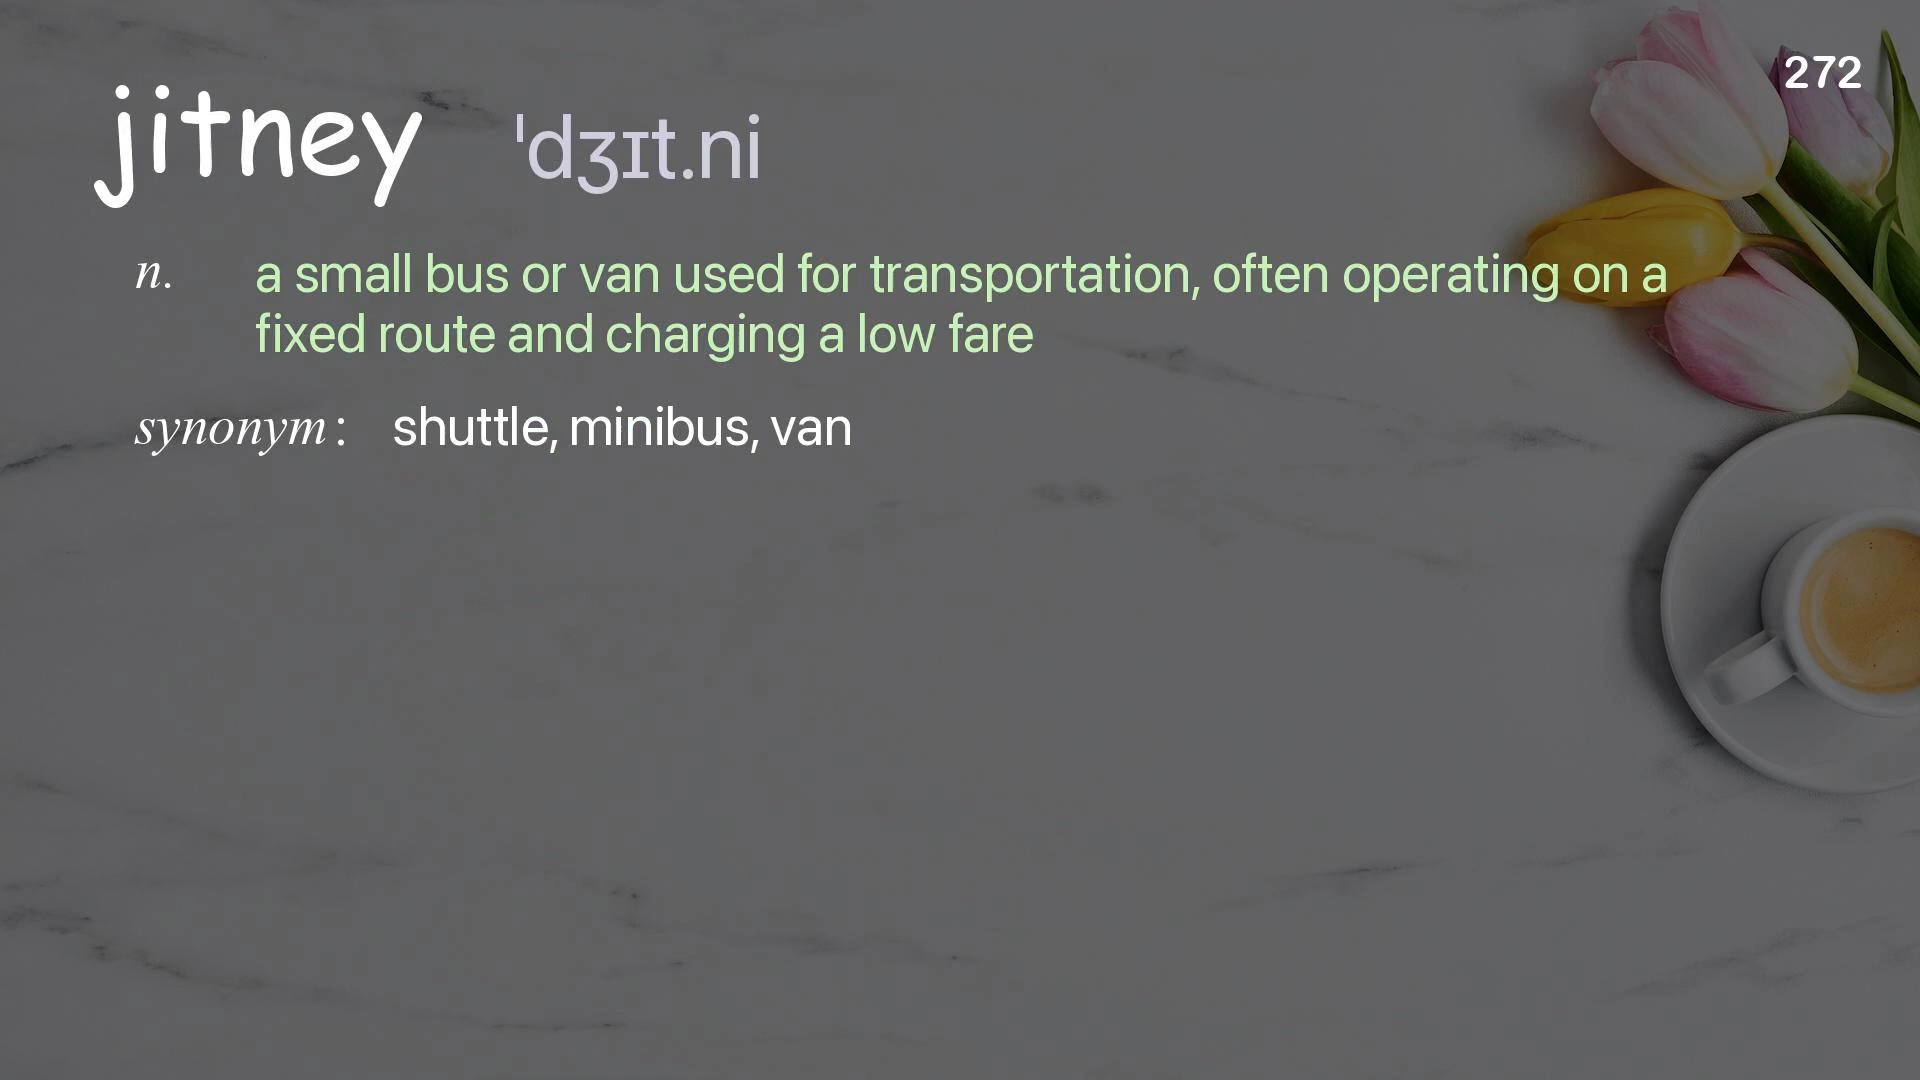 272
jitney ˈdʒɪt.ni
n. a small bus or van used for transportation, often operating on a
fixed route and charging a low fare
synonym: shuttle, minibus, van